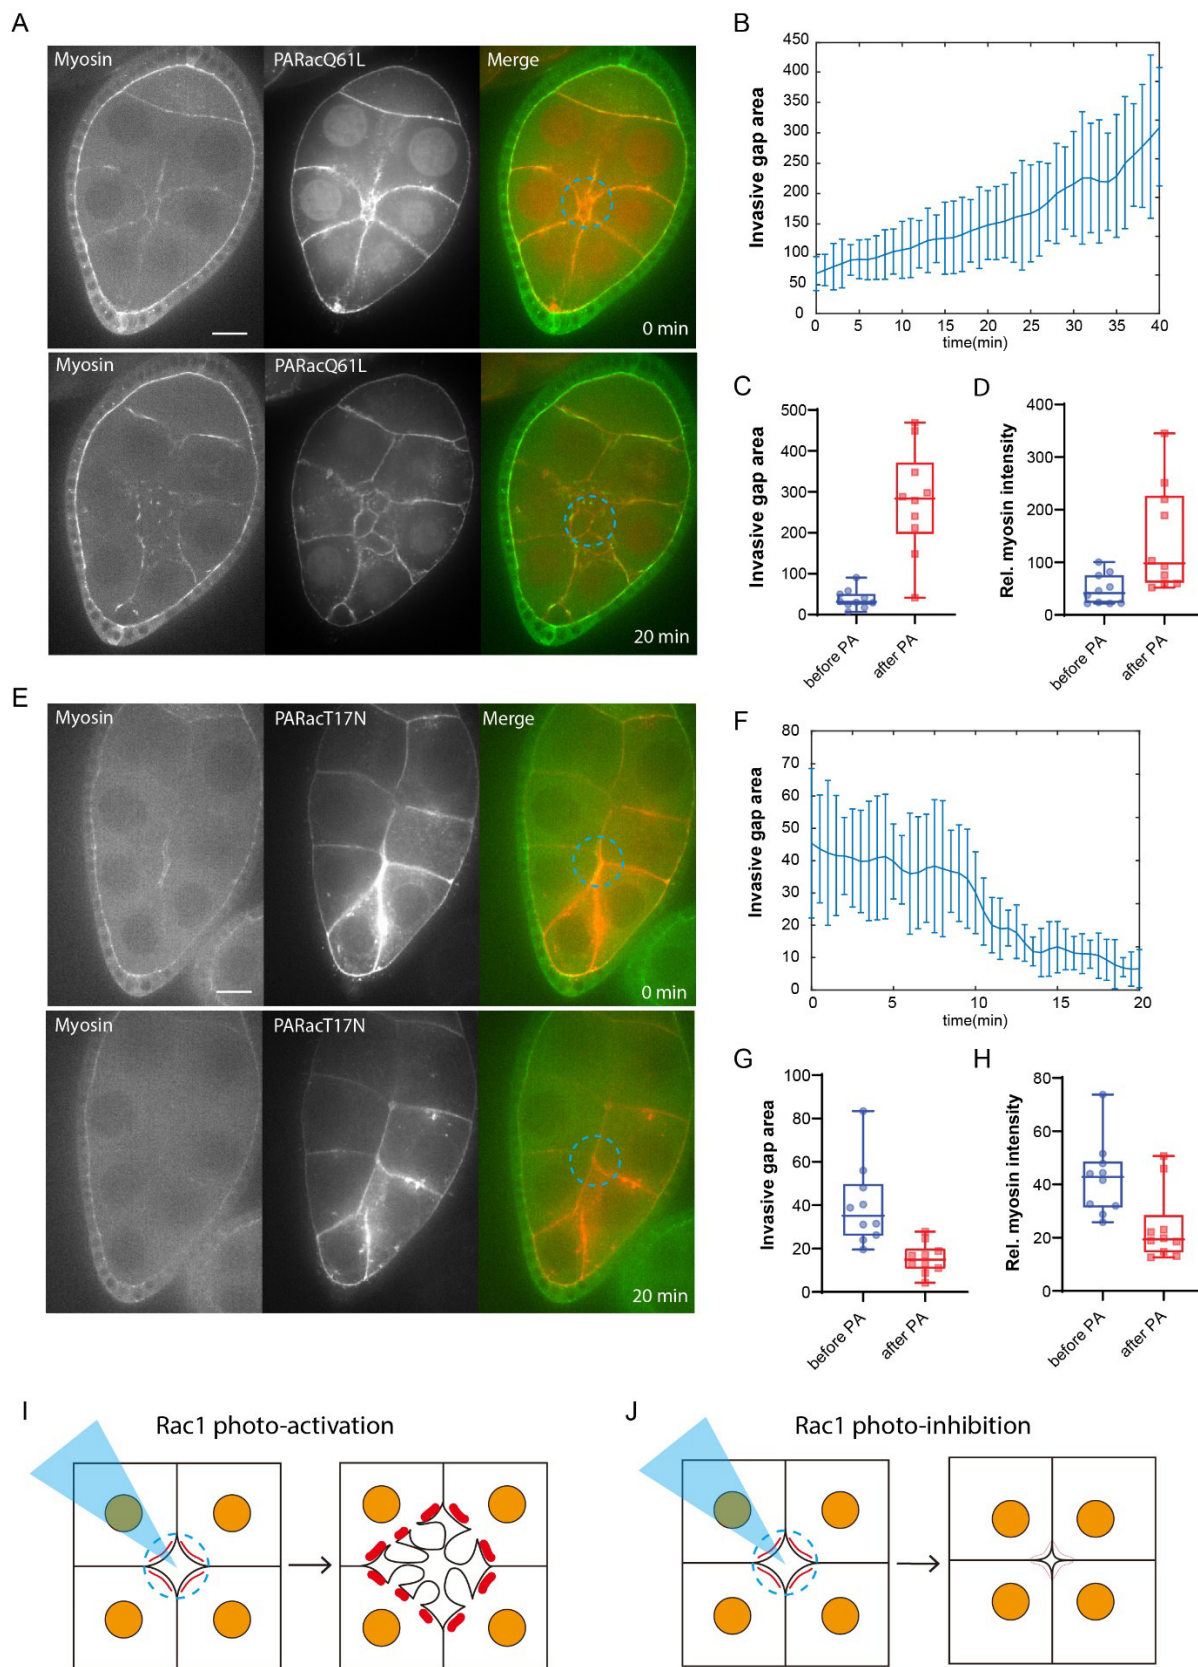 A
Myosin PARacQ61L Merge
0 min
Myosin PARacQ61L
20 min
B
Invasive gap area
450
400
350
300
250
200
150
100
50
0
0 5 10 15 20 25 30 35 40
time(min)
C
Invasive gap area
500
400
300
200
100
0
before PA after PA
D
Rel. myosin intensity
400
300
200
100
0
before PA after PA
E
Myosin PARacT17N Merge
0 min
Myosin PARacT17N
20 min
F
Invasive gap area
80
70
60
50
40
30
20
10
0
0 5 10 15 20
time(min)
G
Invasive gap area
100
80
60
40
20
0
before PA after PA
H
Rel. myosin intensity
80
60
40
20
0
before PA after PA
I
Rac1 photo-activation
J
Rac1 photo-inhibition